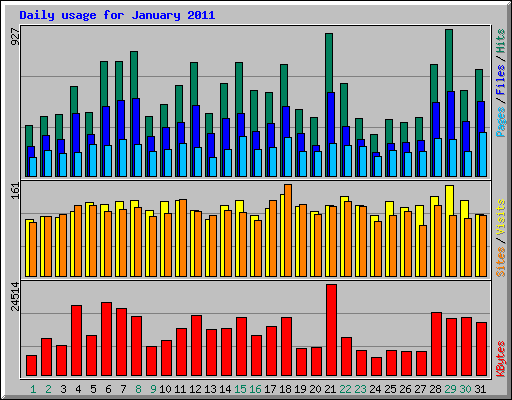 Daily usage for January 2011
927
Pages / Files / Hits
161
Sites / Visits
24514
KBytes
1 2 3 4 5 6 7 8 9 10 11 12 13 14 15 16 17 18 19 20 21 22 23 24 25 26 27 28 29 30 31